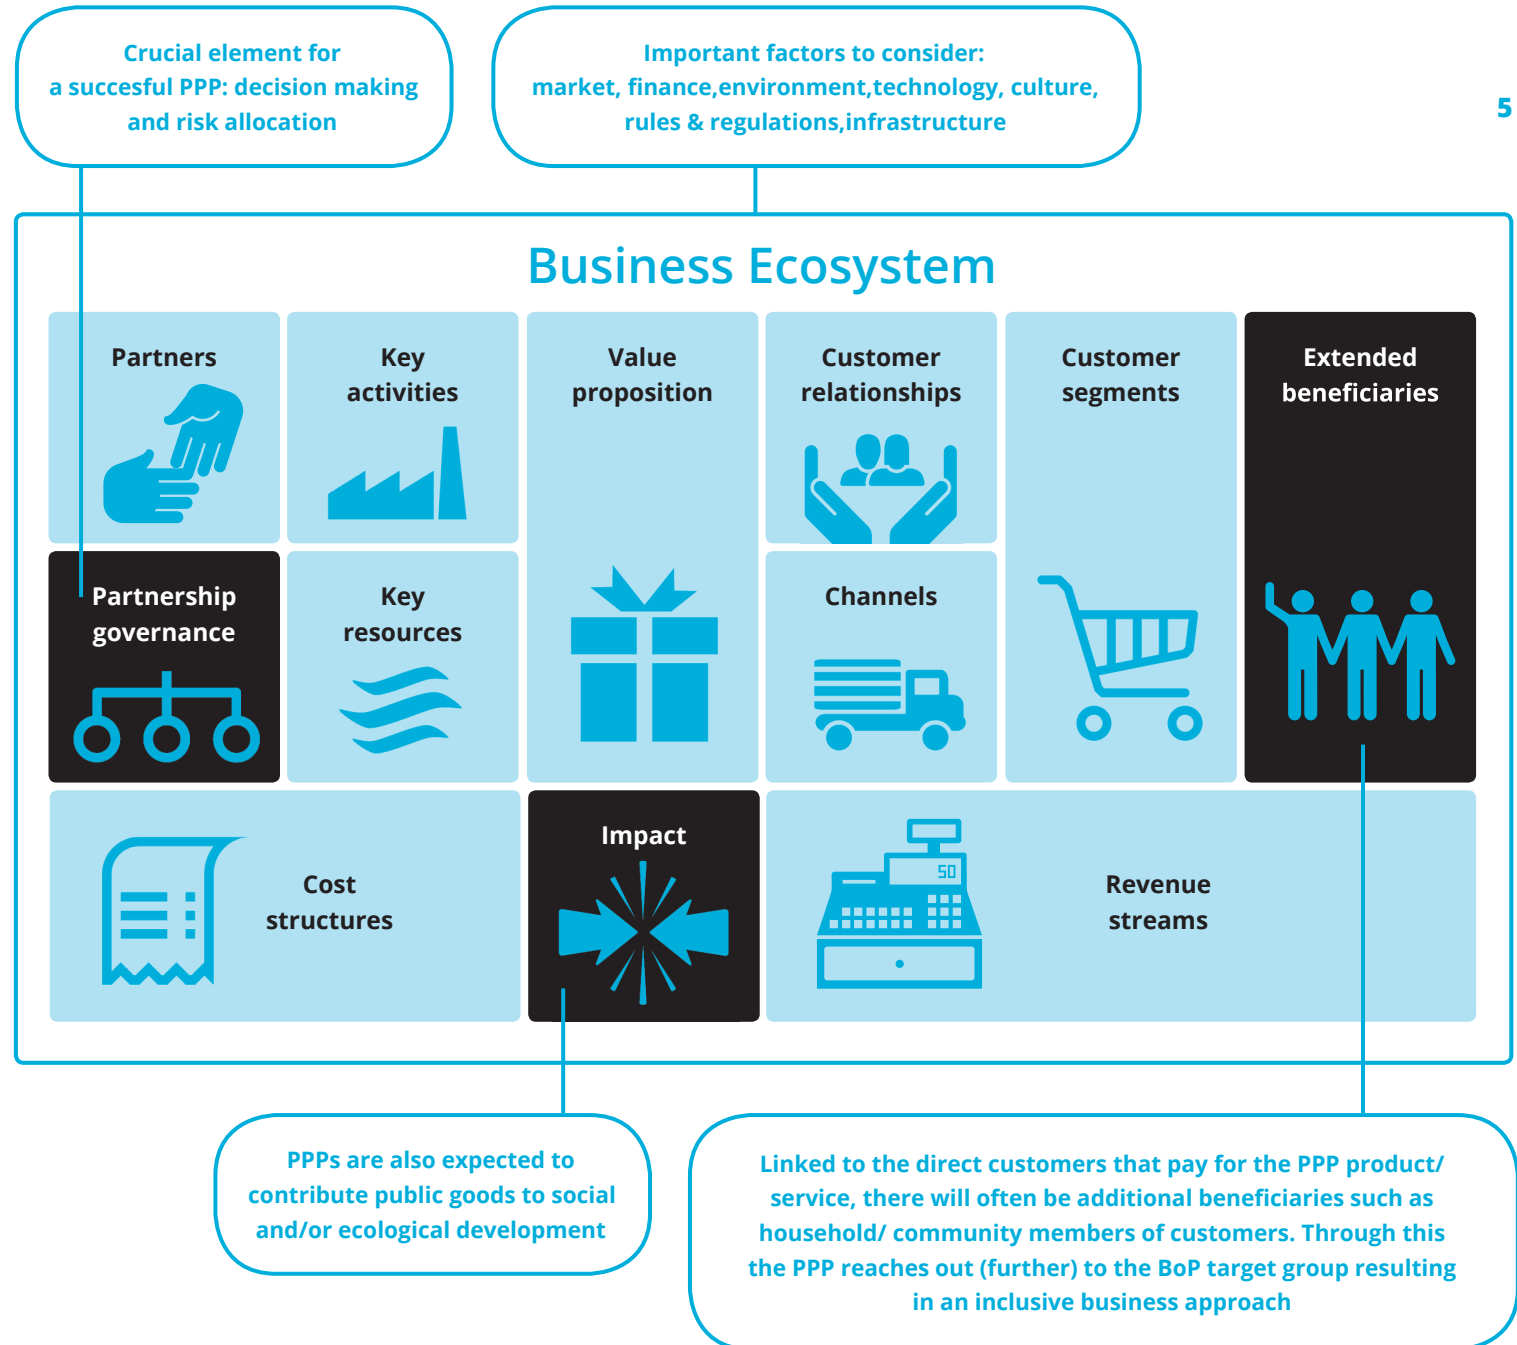 Crucial element for
a succesful PPP: decision making
and risk allocation
Important factors to consider:
market, finance,environment,technology, culture,
rules & regulations,infrastructure
5
Business Ecosystem
Partners
Key
activities
Value
proposition
Customer
relationships
Customer
segments
Extended
beneficiaries
Partnership
governance
Key
resources
Channels
Cost
structures
Impact
50
Revenue
streams
PPPs are also expected to
contribute public goods to social
and/or ecological development
Linked to the direct customers that pay for the PPP product/
service, there will often be additional beneficiaries such as
household/ community members of customers. Through this
the PPP reaches out (further) to the BoP target group resulting
in an inclusive business approach